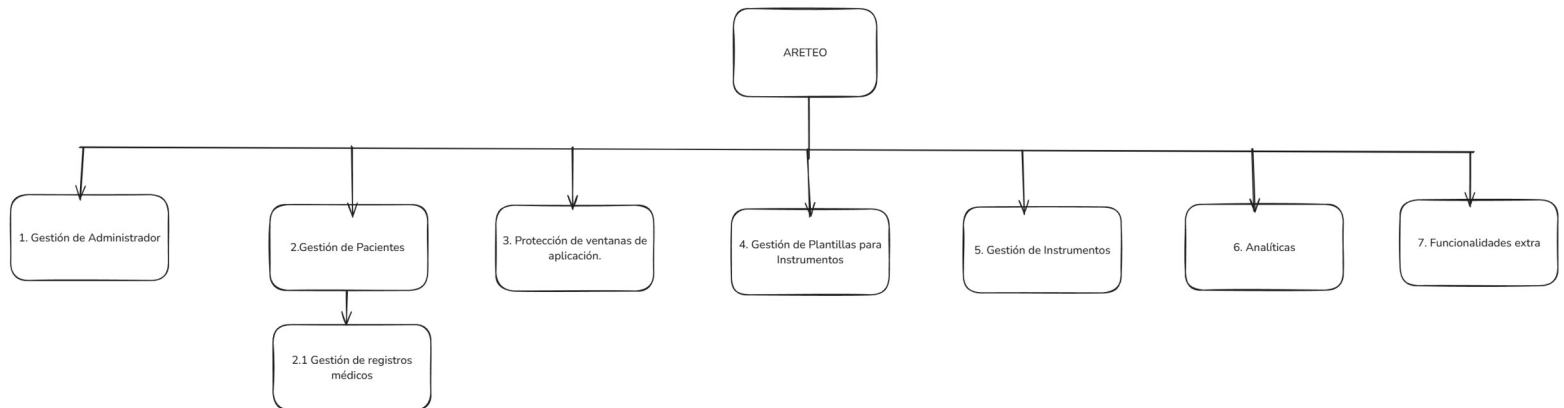 ARETEO
1. Gestión de Administrador
2.Gestión de Pacientes
3. Protección de ventanas de
aplicación.
4. Gestión de Plantillas para
Instrumentos
5. Gestión de Instrumentos
6. Analíticas
7. Funcionalidades extra
2.1 Gestión de registros
médicos